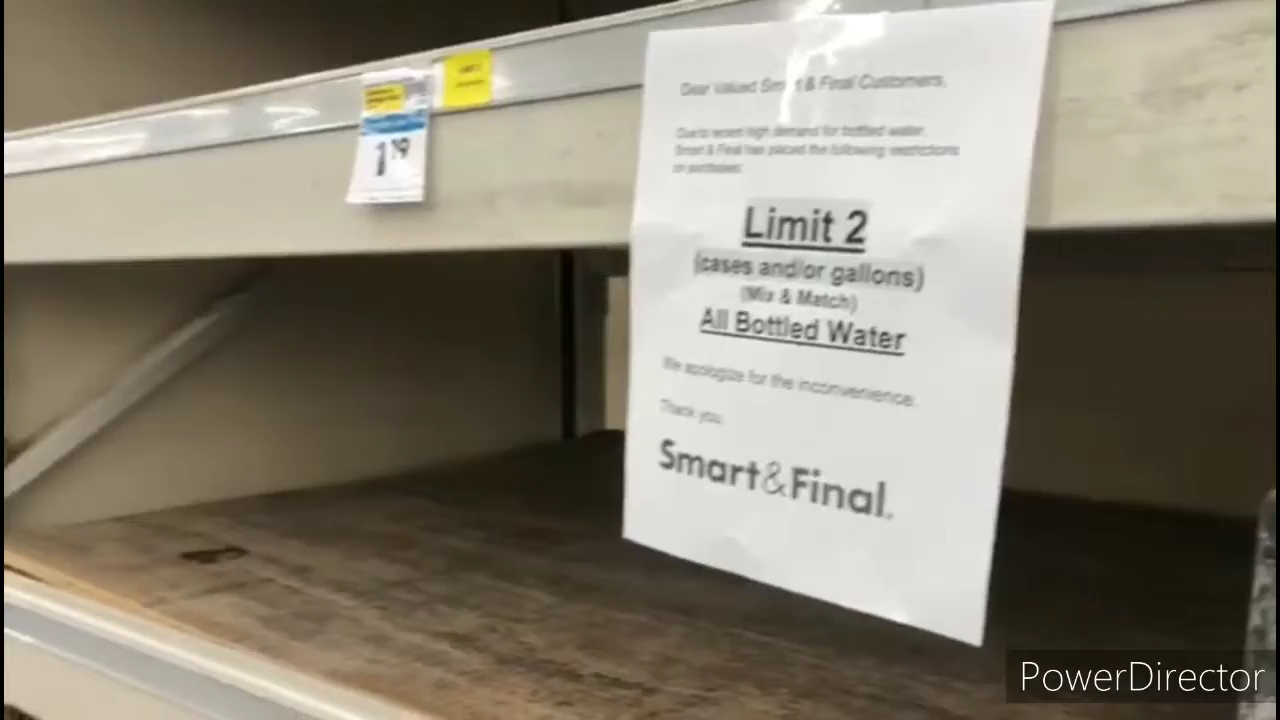 1.79
Dear Valued Smart & Final Customers,
Due to recent high demand for bottled water.
Smart & Final has placed the following restrictions
on purchases:
Limit 2
(cases and/or gallons)
(Mix & Match)
All Bottled Water
We apologize for the inconvenience.
Thank you.
Smart&Final.
PowerDirector